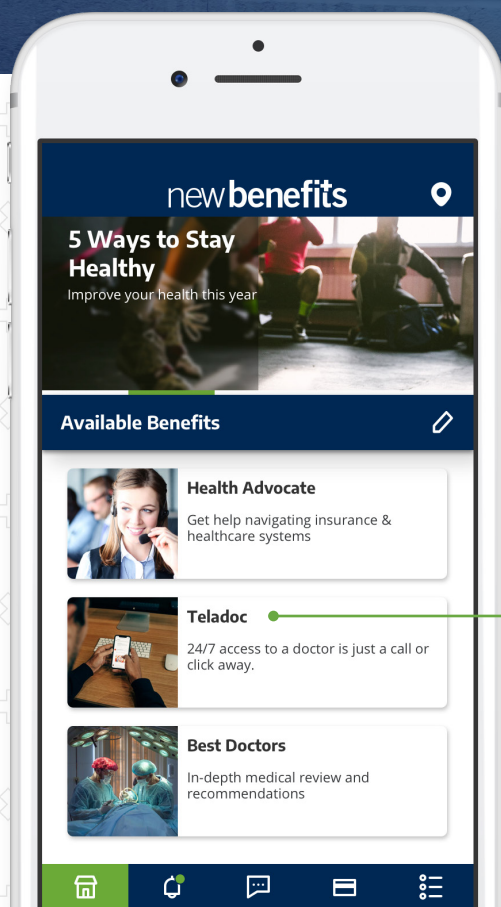 newbenefits
5 Ways to Stay
Healthy
Improve your health this year
Available Benefits
Health Advocate
Get help navigating insurance &
healthcare systems
Teladoc
24/7 access to a doctor is just a call or
click away.
Best Doctors
In-depth medical review and
recommendations